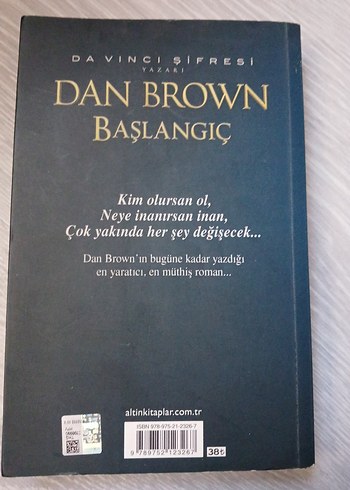 DA VINCI ŞİFRESİ
YAZARI
DAN BROWN
BAŞLANGIÇ
Kim olursan ol,
Neye inanırsan inan,
Çok yakında her şey değişecek...
Dan Brown'ın bugüne kadar yazdığı
en yaratıcı, en müthiş roman...
altinkitaplar.com.tr
ISBN 978-975-21-2326-7
9789752123267
38₺